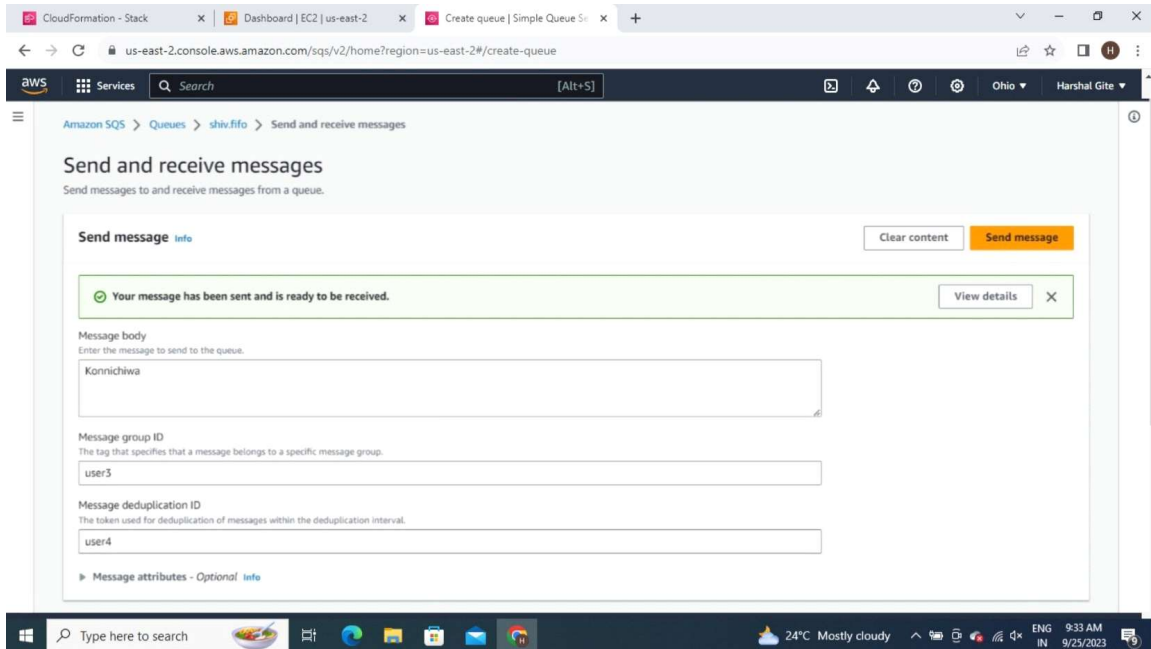 CloudFormation - Stack
Dashboard | EC2 | us-east-2
Create queue | Simple Queue Se
us-east-2.console.aws.amazon.com/sqs/v2/home?region=us-east-2#/create-queue
H
aws Services Search [Alt+S] Ohio Harshal Gite
Amazon SQS > Queues > shiv.fifo > Send and receive messages
Send and receive messages
Send messages to and receive messages from a queue.
Send message Info Clear content Send message
Your message has been sent and is ready to be received. View details
Message body
Enter the message to send to the queue.
Konnichiwa
Message group ID
The tag that specifies that a message belongs to a specific message group.
user3
Message deduplication ID
The token used for deduplication of messages within the deduplication interval.
user4
Message attributes - Optional Info
Type here to search 24°C Mostly cloudy ENG 9:33 AM
IN 9/25/2023 9